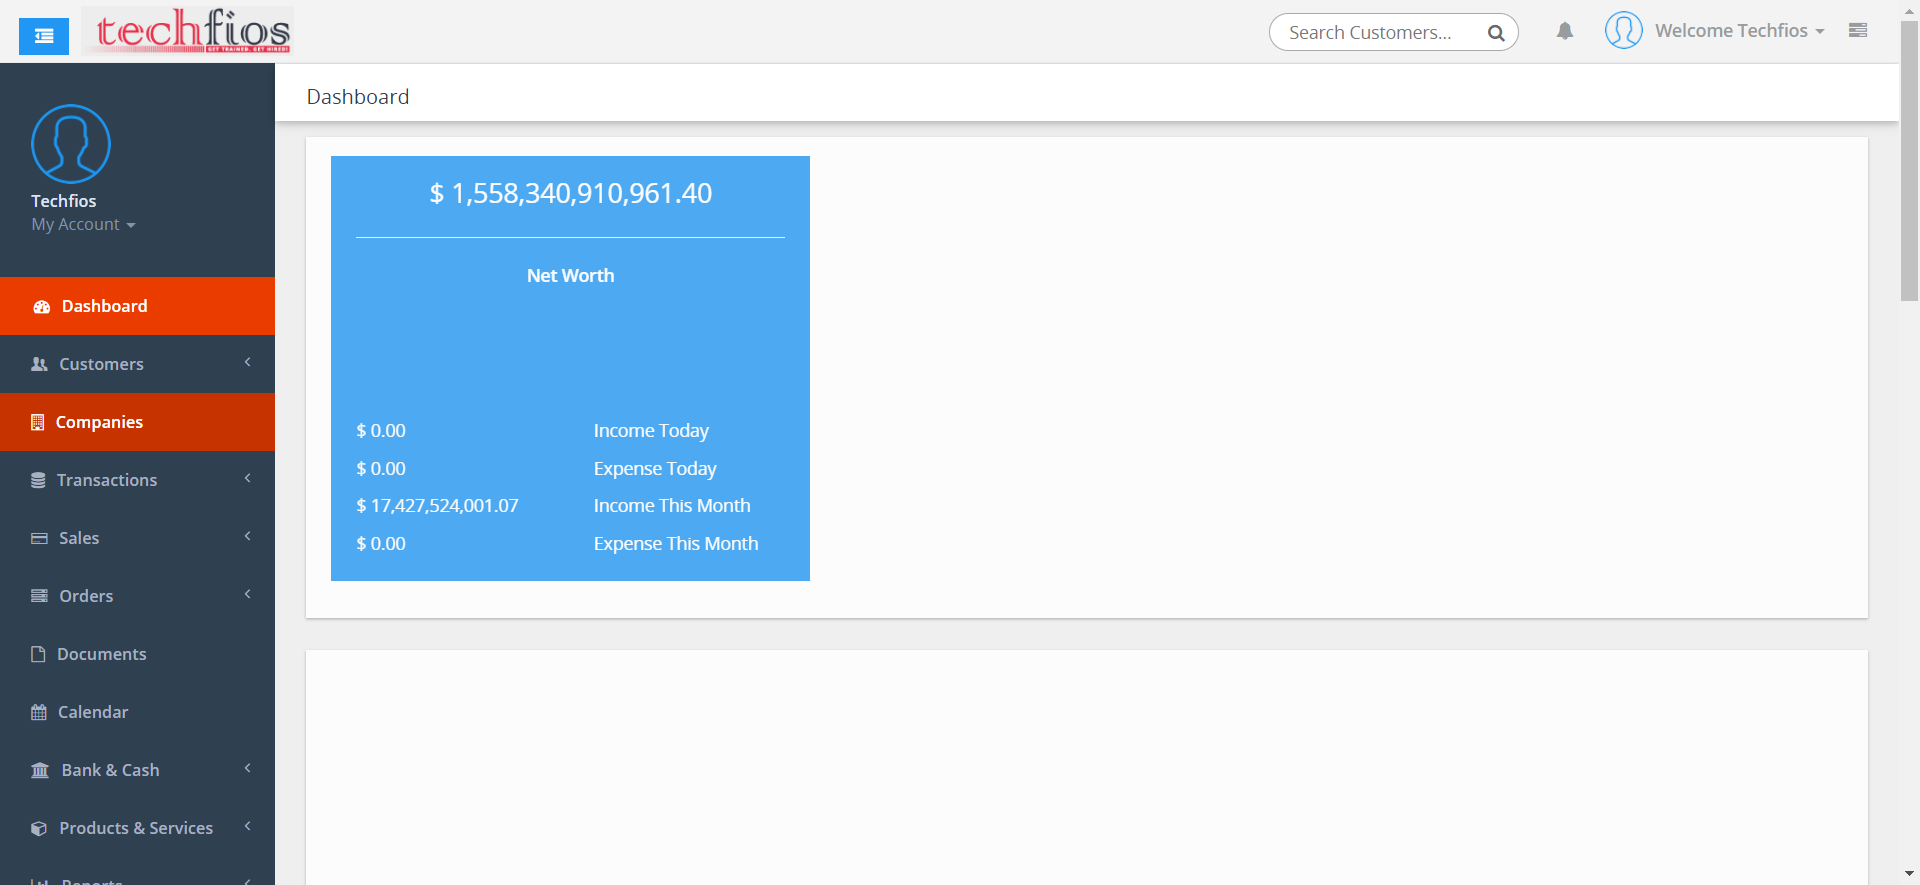 techfios
GET TRAINED. GET HIRED!
Search Customers...
Welcome Techfios
Techfios
My Account
Dashboard
Customers
Companies
Transactions
Sales
Orders
Documents
Calendar
Bank & Cash
Products & Services
Reports
Dashboard
$ 1,558,340,910,961.40
Net Worth
$ 0.00 Income Today
$ 0.00 Expense Today
$ 17,427,524,001.07 Income This Month
$ 0.00 Expense This Month